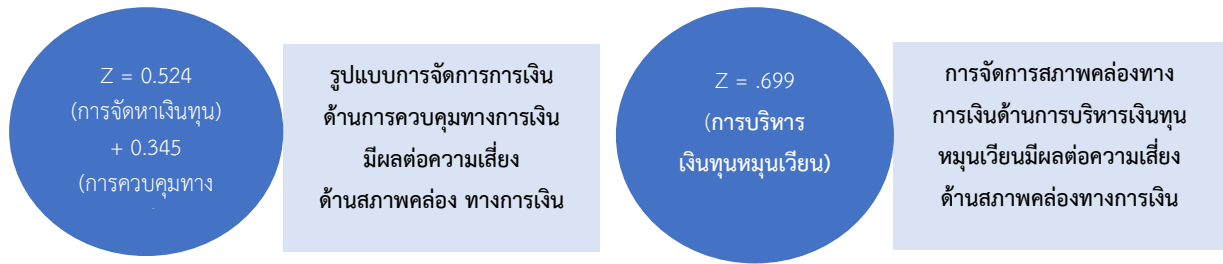 Z = 0.524
(การจัดหาเงินทุน)
+ 0.345
(การควบคุมทาง
รูปแบบการจัดการการเงิน
ด้านการควบคุมทางการเงิน
มีผลต่อความเสี่ยง
ด้านสภาพคล่อง ทางการเงิน
Z = .699
(การบริหาร
เงินทุนหมุนเวียน)
การจัดการสภาพคล่องทาง
การเงินด้านการบริหารเงินทุน
หมุนเวียนมีผลต่อความเสี่ยง
ด้านสภาพคล่องทางการเงิน